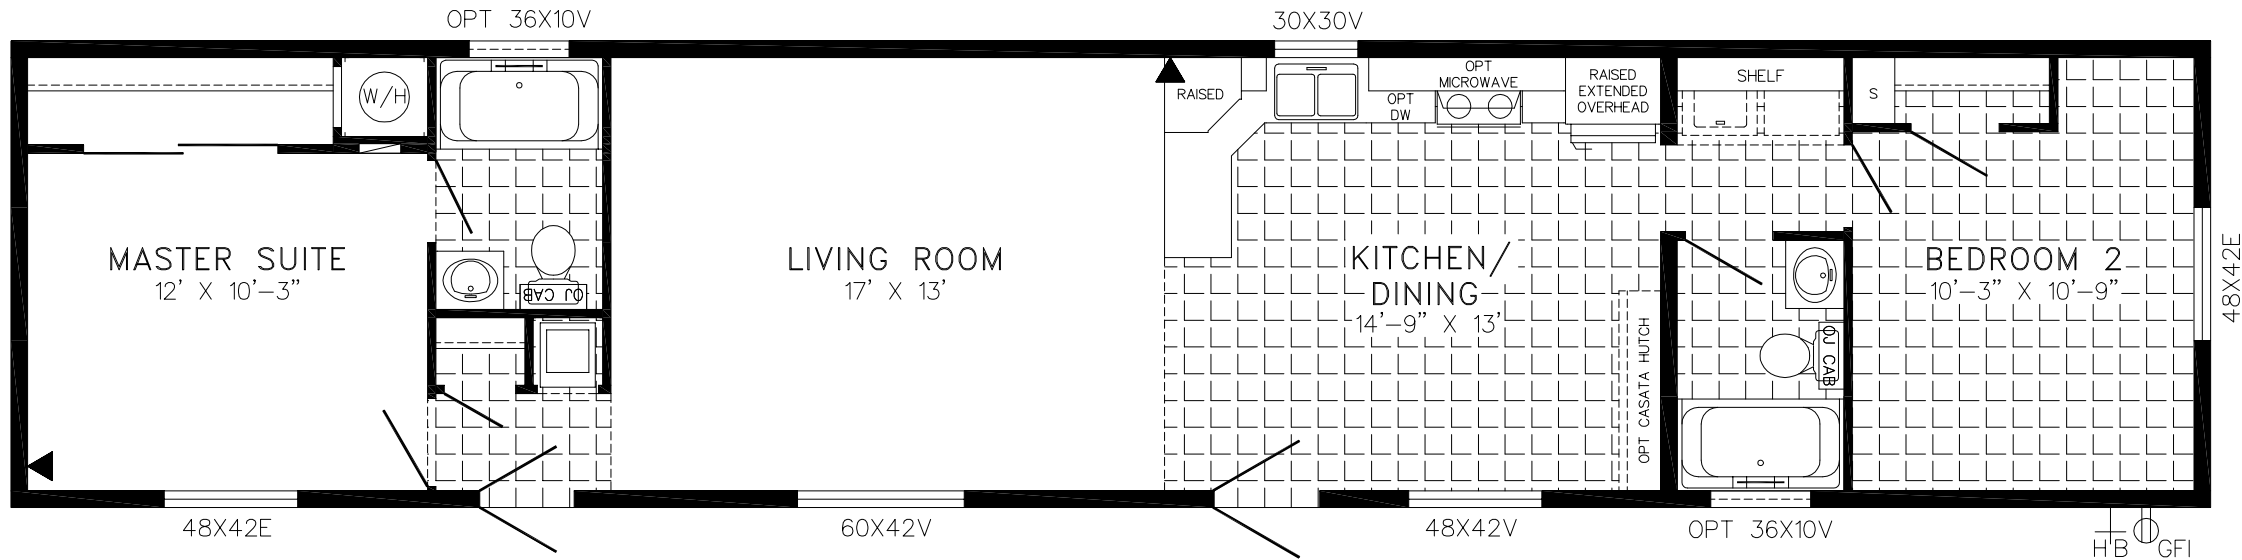 OPT 36X10V
30X30V
W/H
RAISED
OPT
MICROWAVE
OPT
DW
RAISED
EXTENDED
OVERHEAD
SHELF
S
MASTER SUITE
12' X 10'-3"
LIVING ROOM
17' X 13'
KITCHEN/
DINING
14'-9" X 13'
BEDROOM 2
10'-3" X 10'-9"
48X42E
OJ CAB
OJ CAB
OPT CASATA HUTCH
48X42E
60X42V
48X42V
OPT 36X10V
HB
GFI